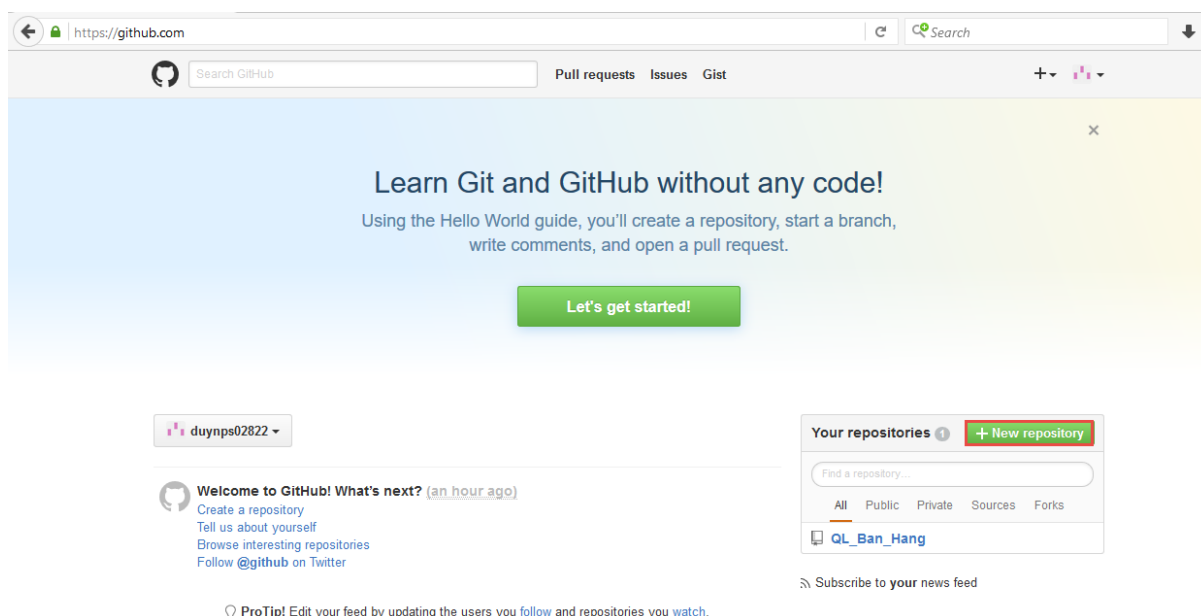 https://github.com
Search
Search GitHub
Pull requests Issues Gist
Learn Git and GitHub without any code!
Using the Hello World guide, you'll create a repository, start a branch,
write comments, and open a pull request.
Let's get started!
duynps02822
Your repositories 1 + New repository
Find a repository...
All Public Private Sources Forks
QL_Ban_Hang
Subscribe to your news feed
Welcome to GitHub! What's next? (an hour ago)
Create a repository
Tell us about yourself
Browse interesting repositories
Follow @github on Twitter
ProTip! Edit your feed by updating the users you follow and repositories you watch.